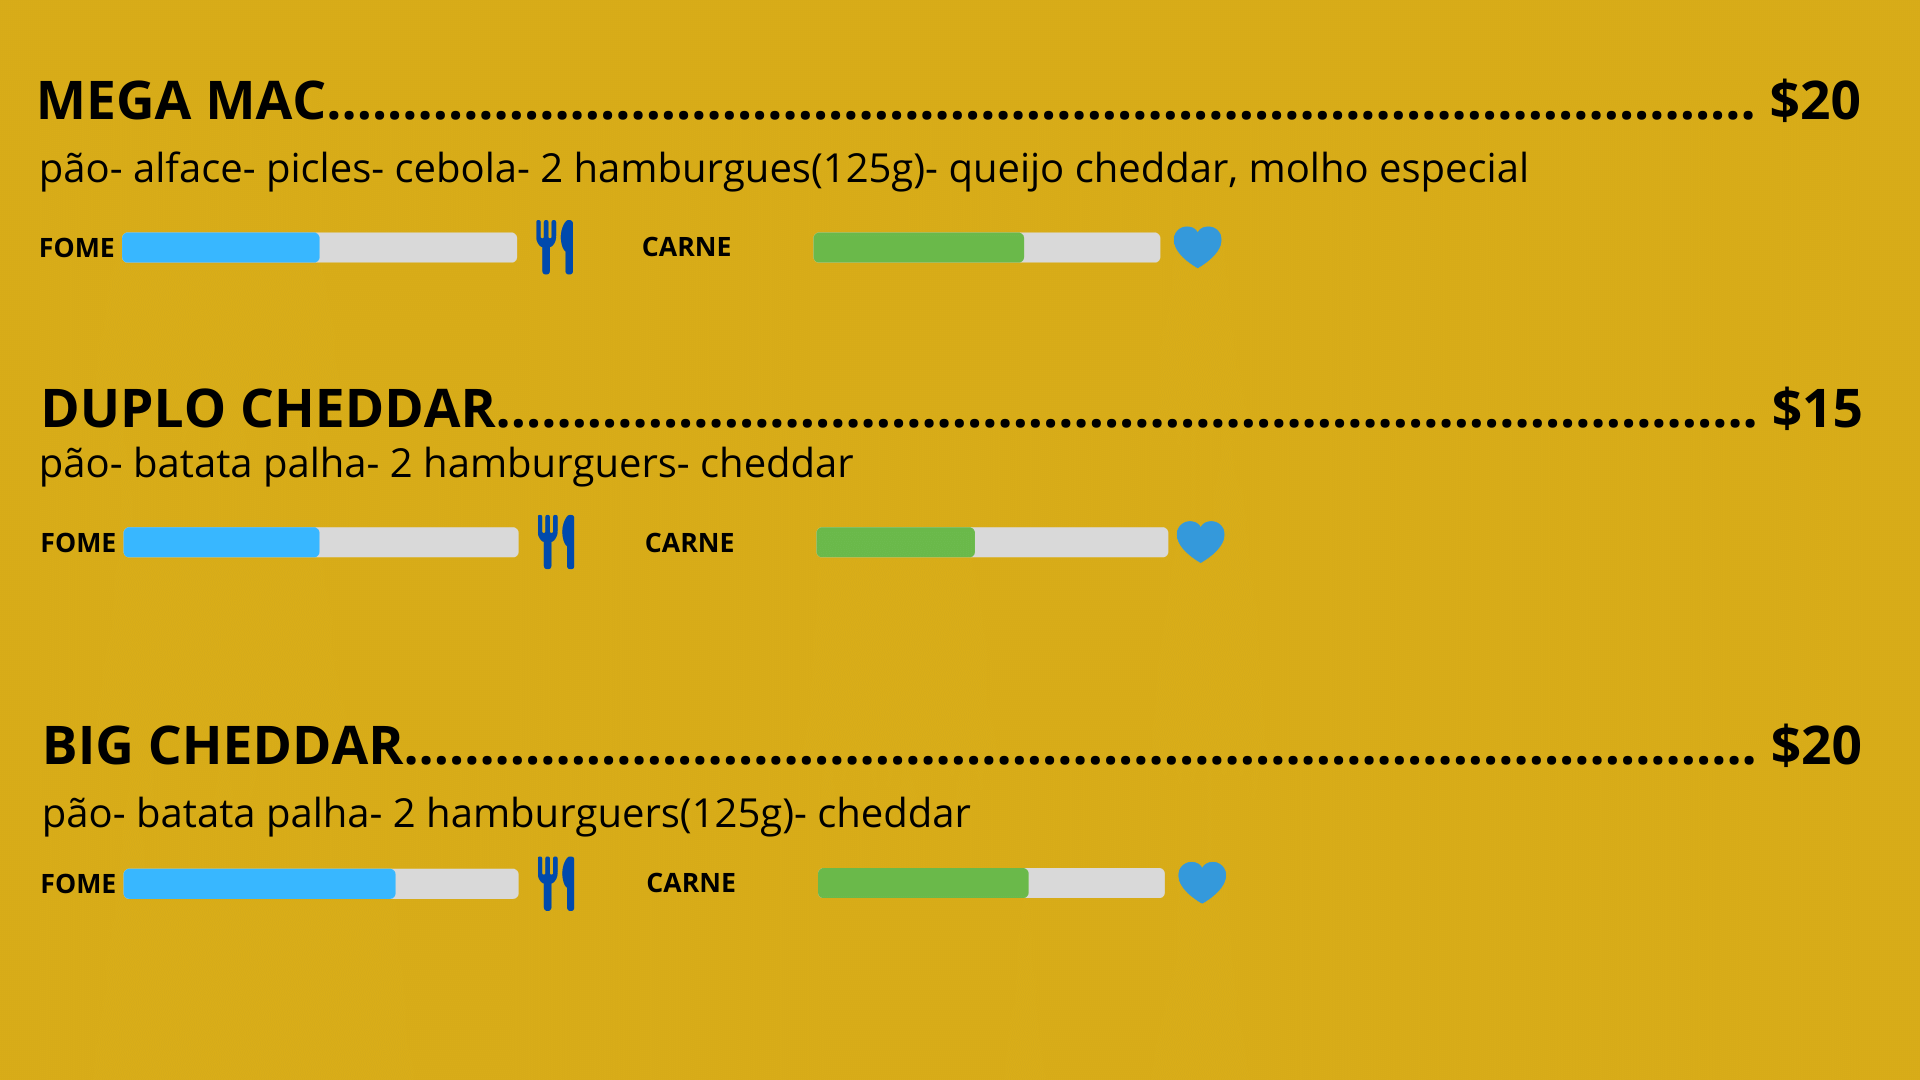 MEGA MAC.............................................................................................. $20
pão- alface- picles- cebola- 2 hamburgues(125g)- queijo cheddar, molho especial
FOME CARNE
DUPLO CHEDDAR................................................................................... $15
pão- batata palha- 2 hamburguers- cheddar
FOME CARNE
BIG CHEDDAR......................................................................................... $20
pão- batata palha- 2 hamburguers(125g)- cheddar
FOME CARNE